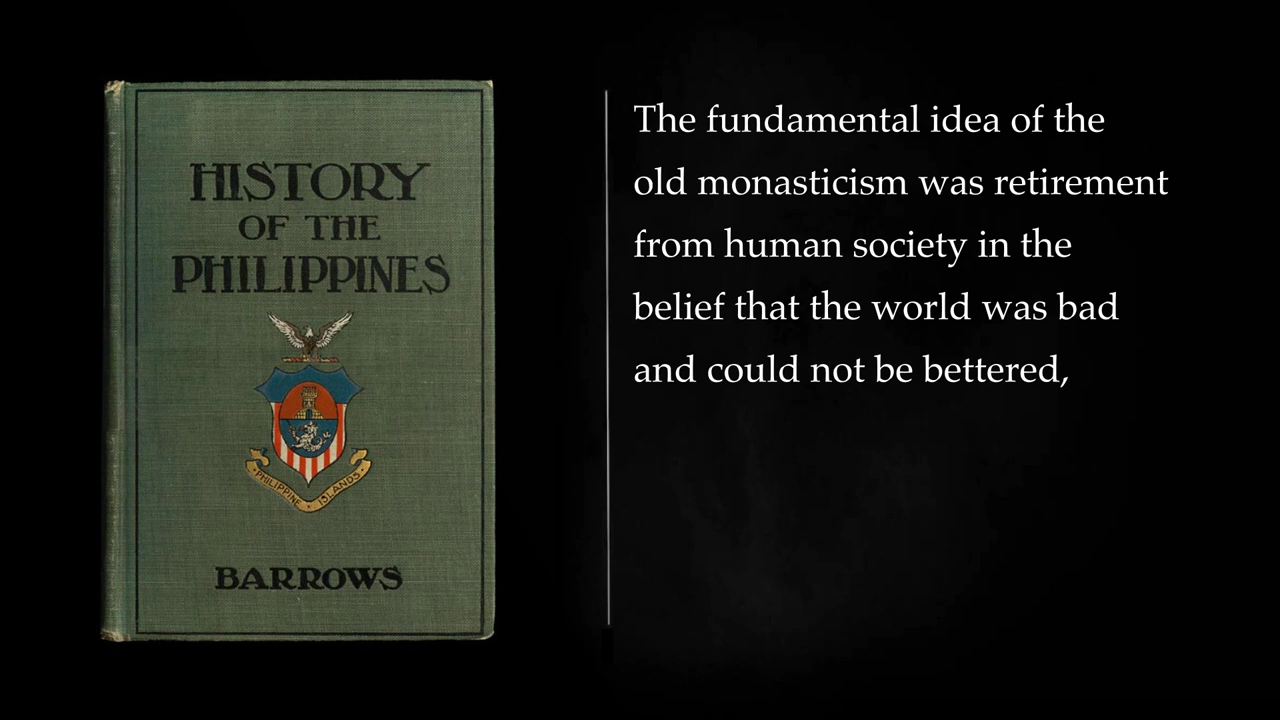 HISTORY
OF THE
PHILIPPINES
PHILIPPINE ISLANDS
BARROWS
The fundamental idea of the
old monasticism was retirement
from human society in the
belief that the world was bad
and could not be bettered,